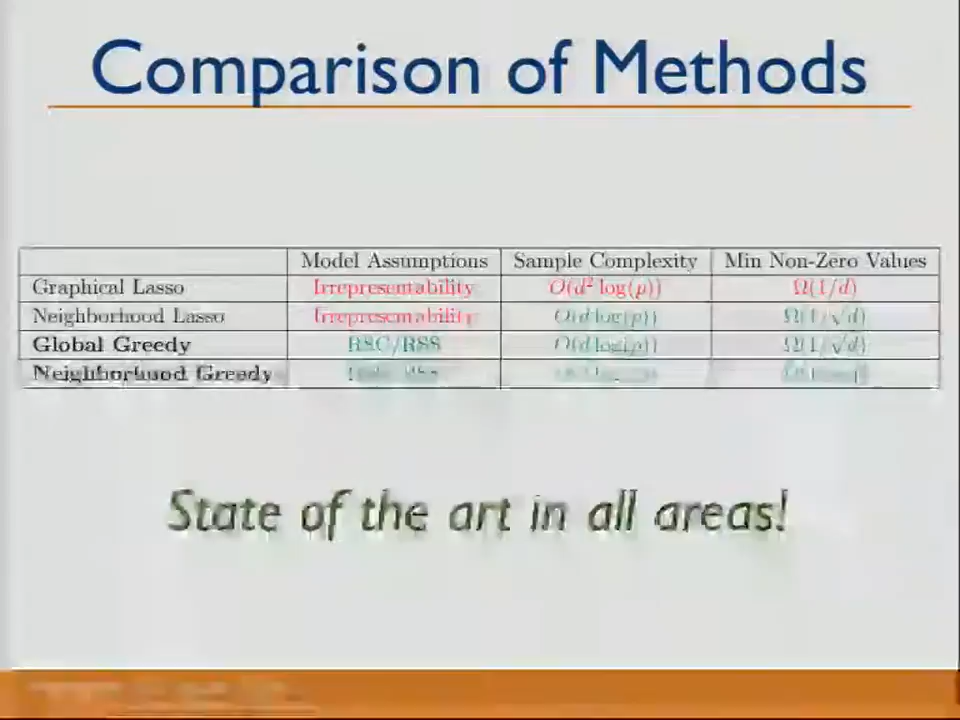 Comparison of Methods
Model Assumptions Sample Complexity Min Non-Zero Values
Graphical Lasso Irrepresentability O(d² log(p)) Ω(1/d)
Neighborhood Lasso Irrepresentability O(d log(p)) Ω(1/√d)
Global Greedy RSC/RSS O(d log(p)) Ω(1/√d)
Neighborhood Greedy
State of the art in all areas!